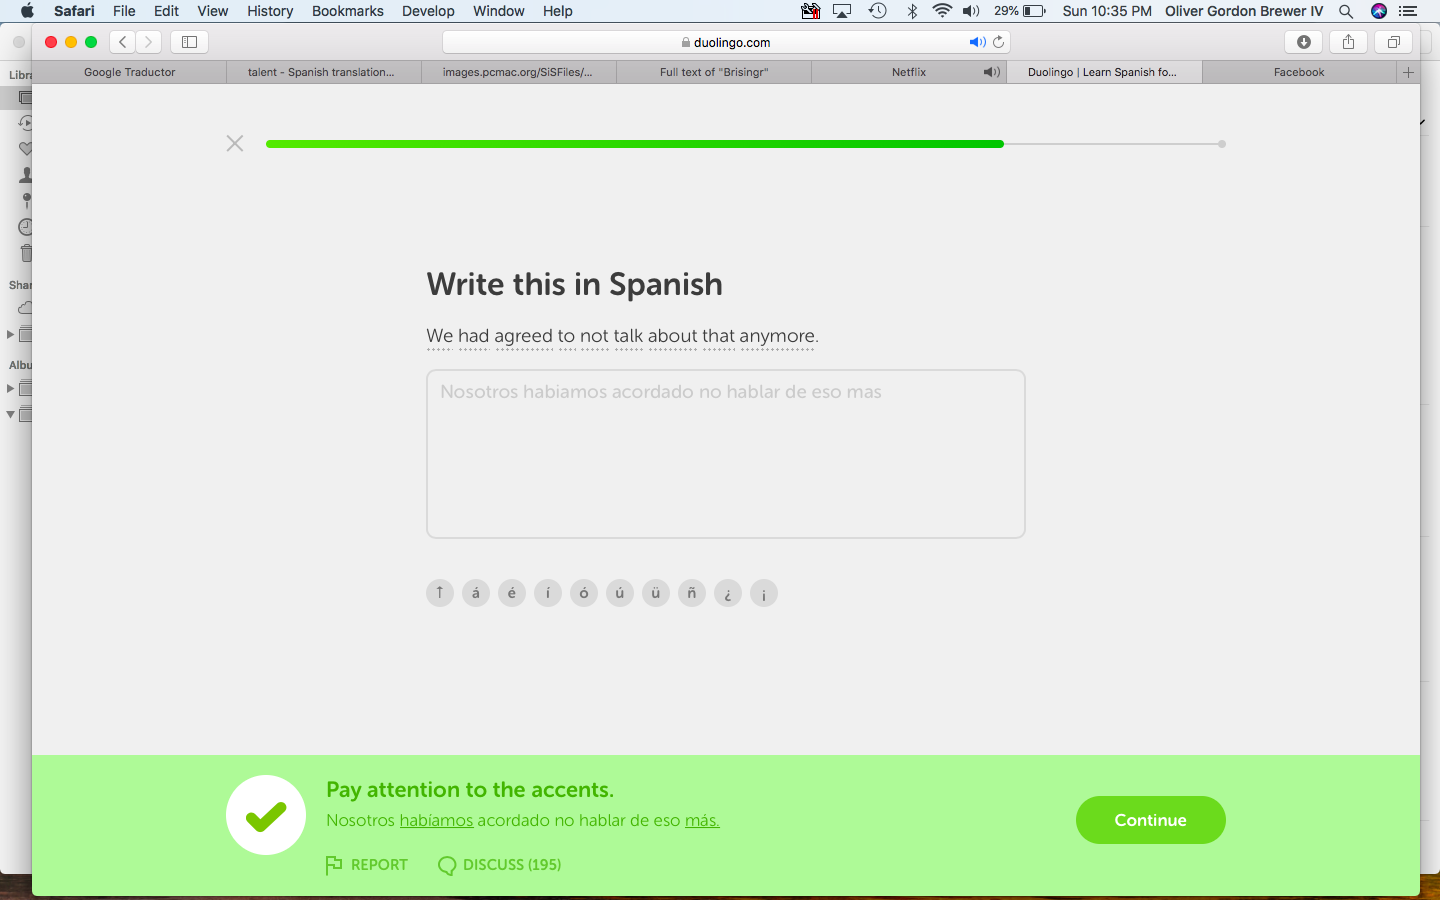 Safari File Edit View History Bookmarks Develop Window Help 29% Sun 10:35 PM Oliver Gordon Brewer IV
duolingo.com
Google Traductor talent - Spanish translation... images.pcmac.org/SiSFiles/... Full text of "Brisingr" Netflix Duolingo | Learn Spanish fo... Facebook
Libra
Shar
Albu
Write this in Spanish
We had agreed to not talk about that anymore.
Nosotros habiamos acordado no hablar de eso mas
↑ á é í ó ú ü ñ ¿ ¡
Pay attention to the accents.
Nosotros habíamos acordado no hablar de eso más.
Continue
REPORT DISCUSS (195)